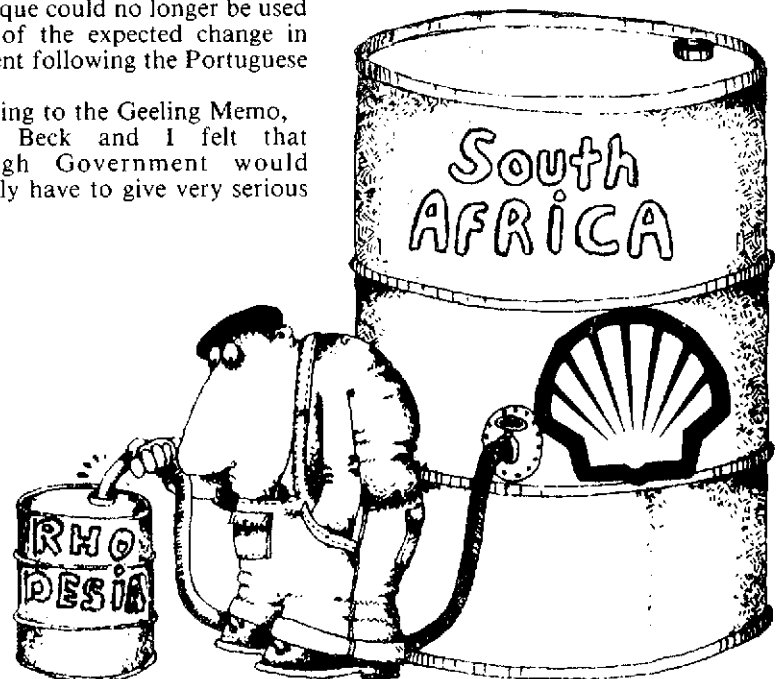 que could no longer be used
of the expected change in
ent following the Portuguese
ing to the Geeling Memo,
Beck and I felt that
gh Government would
ly have to give very serious
South
AFRiCA
RHO
DESiA